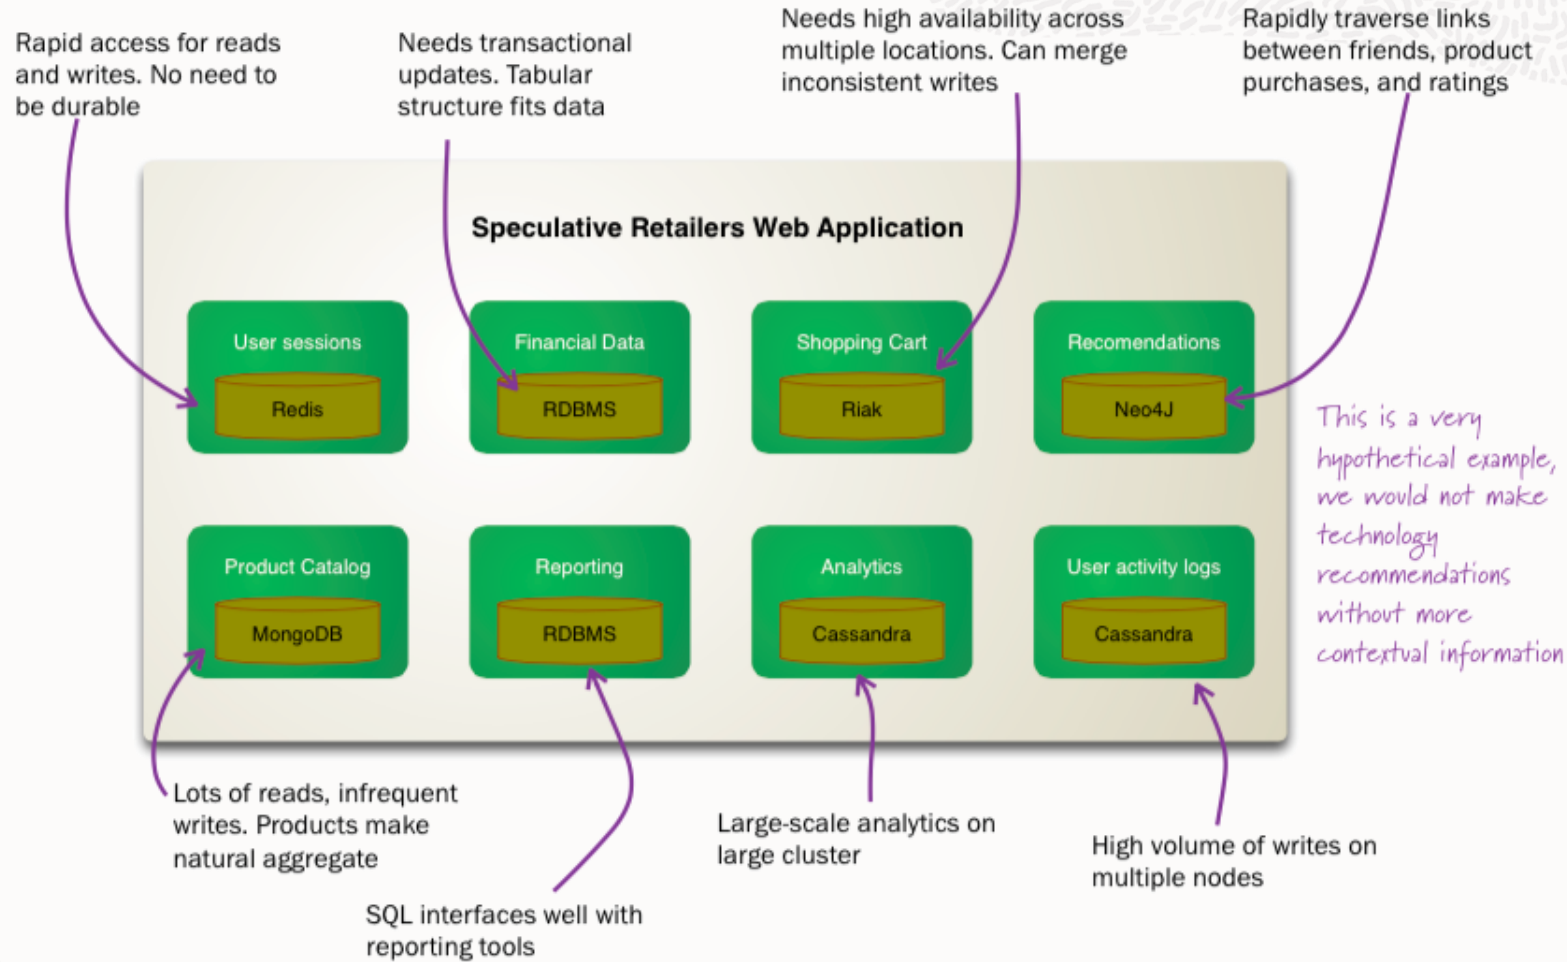 Rapid access for reads
and writes. No need to
be durable
Needs transactional
updates. Tabular
structure fits data
Needs high availability across
multiple locations. Can merge
inconsistent writes
Rapidly traverse links
between friends, product
purchases, and ratings
Speculative Retailers Web Application
User sessions
Redis
Financial Data
RDBMS
Shopping Cart
Riak
Recomendations
Neo4J
This is a very
hypothetical example,
we would not make
technology
recommendations
without more
contextual information
Product Catalog
MongoDB
Reporting
RDBMS
Analytics
Cassandra
User activity logs
Cassandra
Lots of reads, infrequent
writes. Products make
natural aggregate
SQL interfaces well with
reporting tools
Large-scale analytics on
large cluster
High volume of writes on
multiple nodes